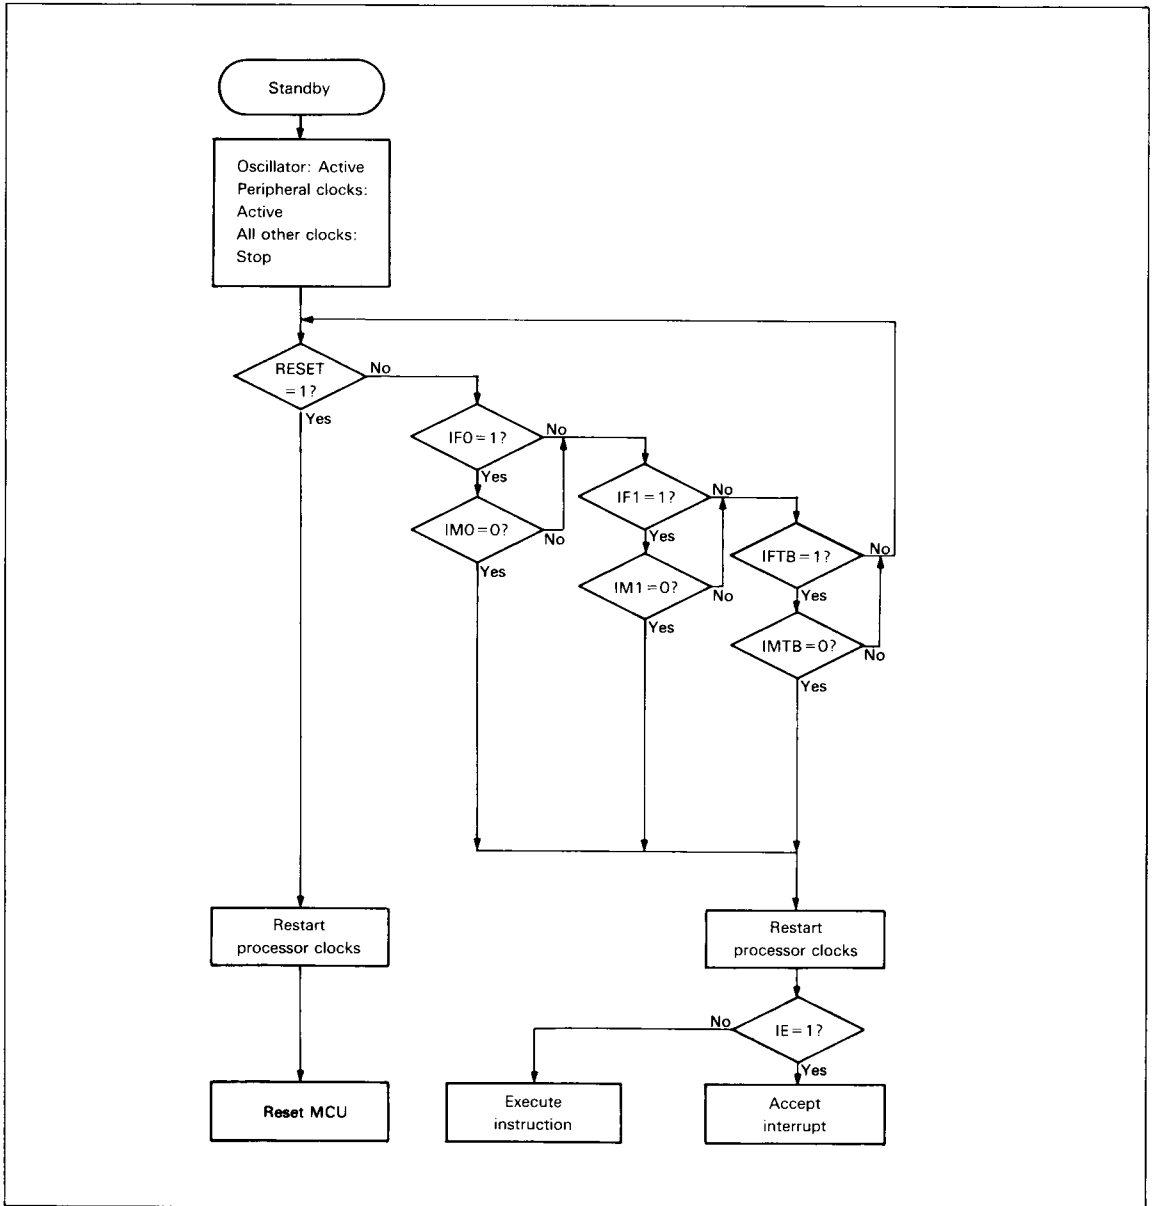 Standby
Oscillator: Active
Peripheral clocks:
Active
All other clocks:
Stop
RESET
=1?
No
Yes
IF0=1?
No
Yes
IM0=0?
No
Yes
IF1=1?
No
Yes
IM1=0?
No
Yes
IFTB=1?
No
Yes
IMTB=0?
No
Yes
Restart
processor clocks
Restart
processor clocks
IE=1?
No
Yes
Reset MCU
Execute
instruction
Accept
interrupt